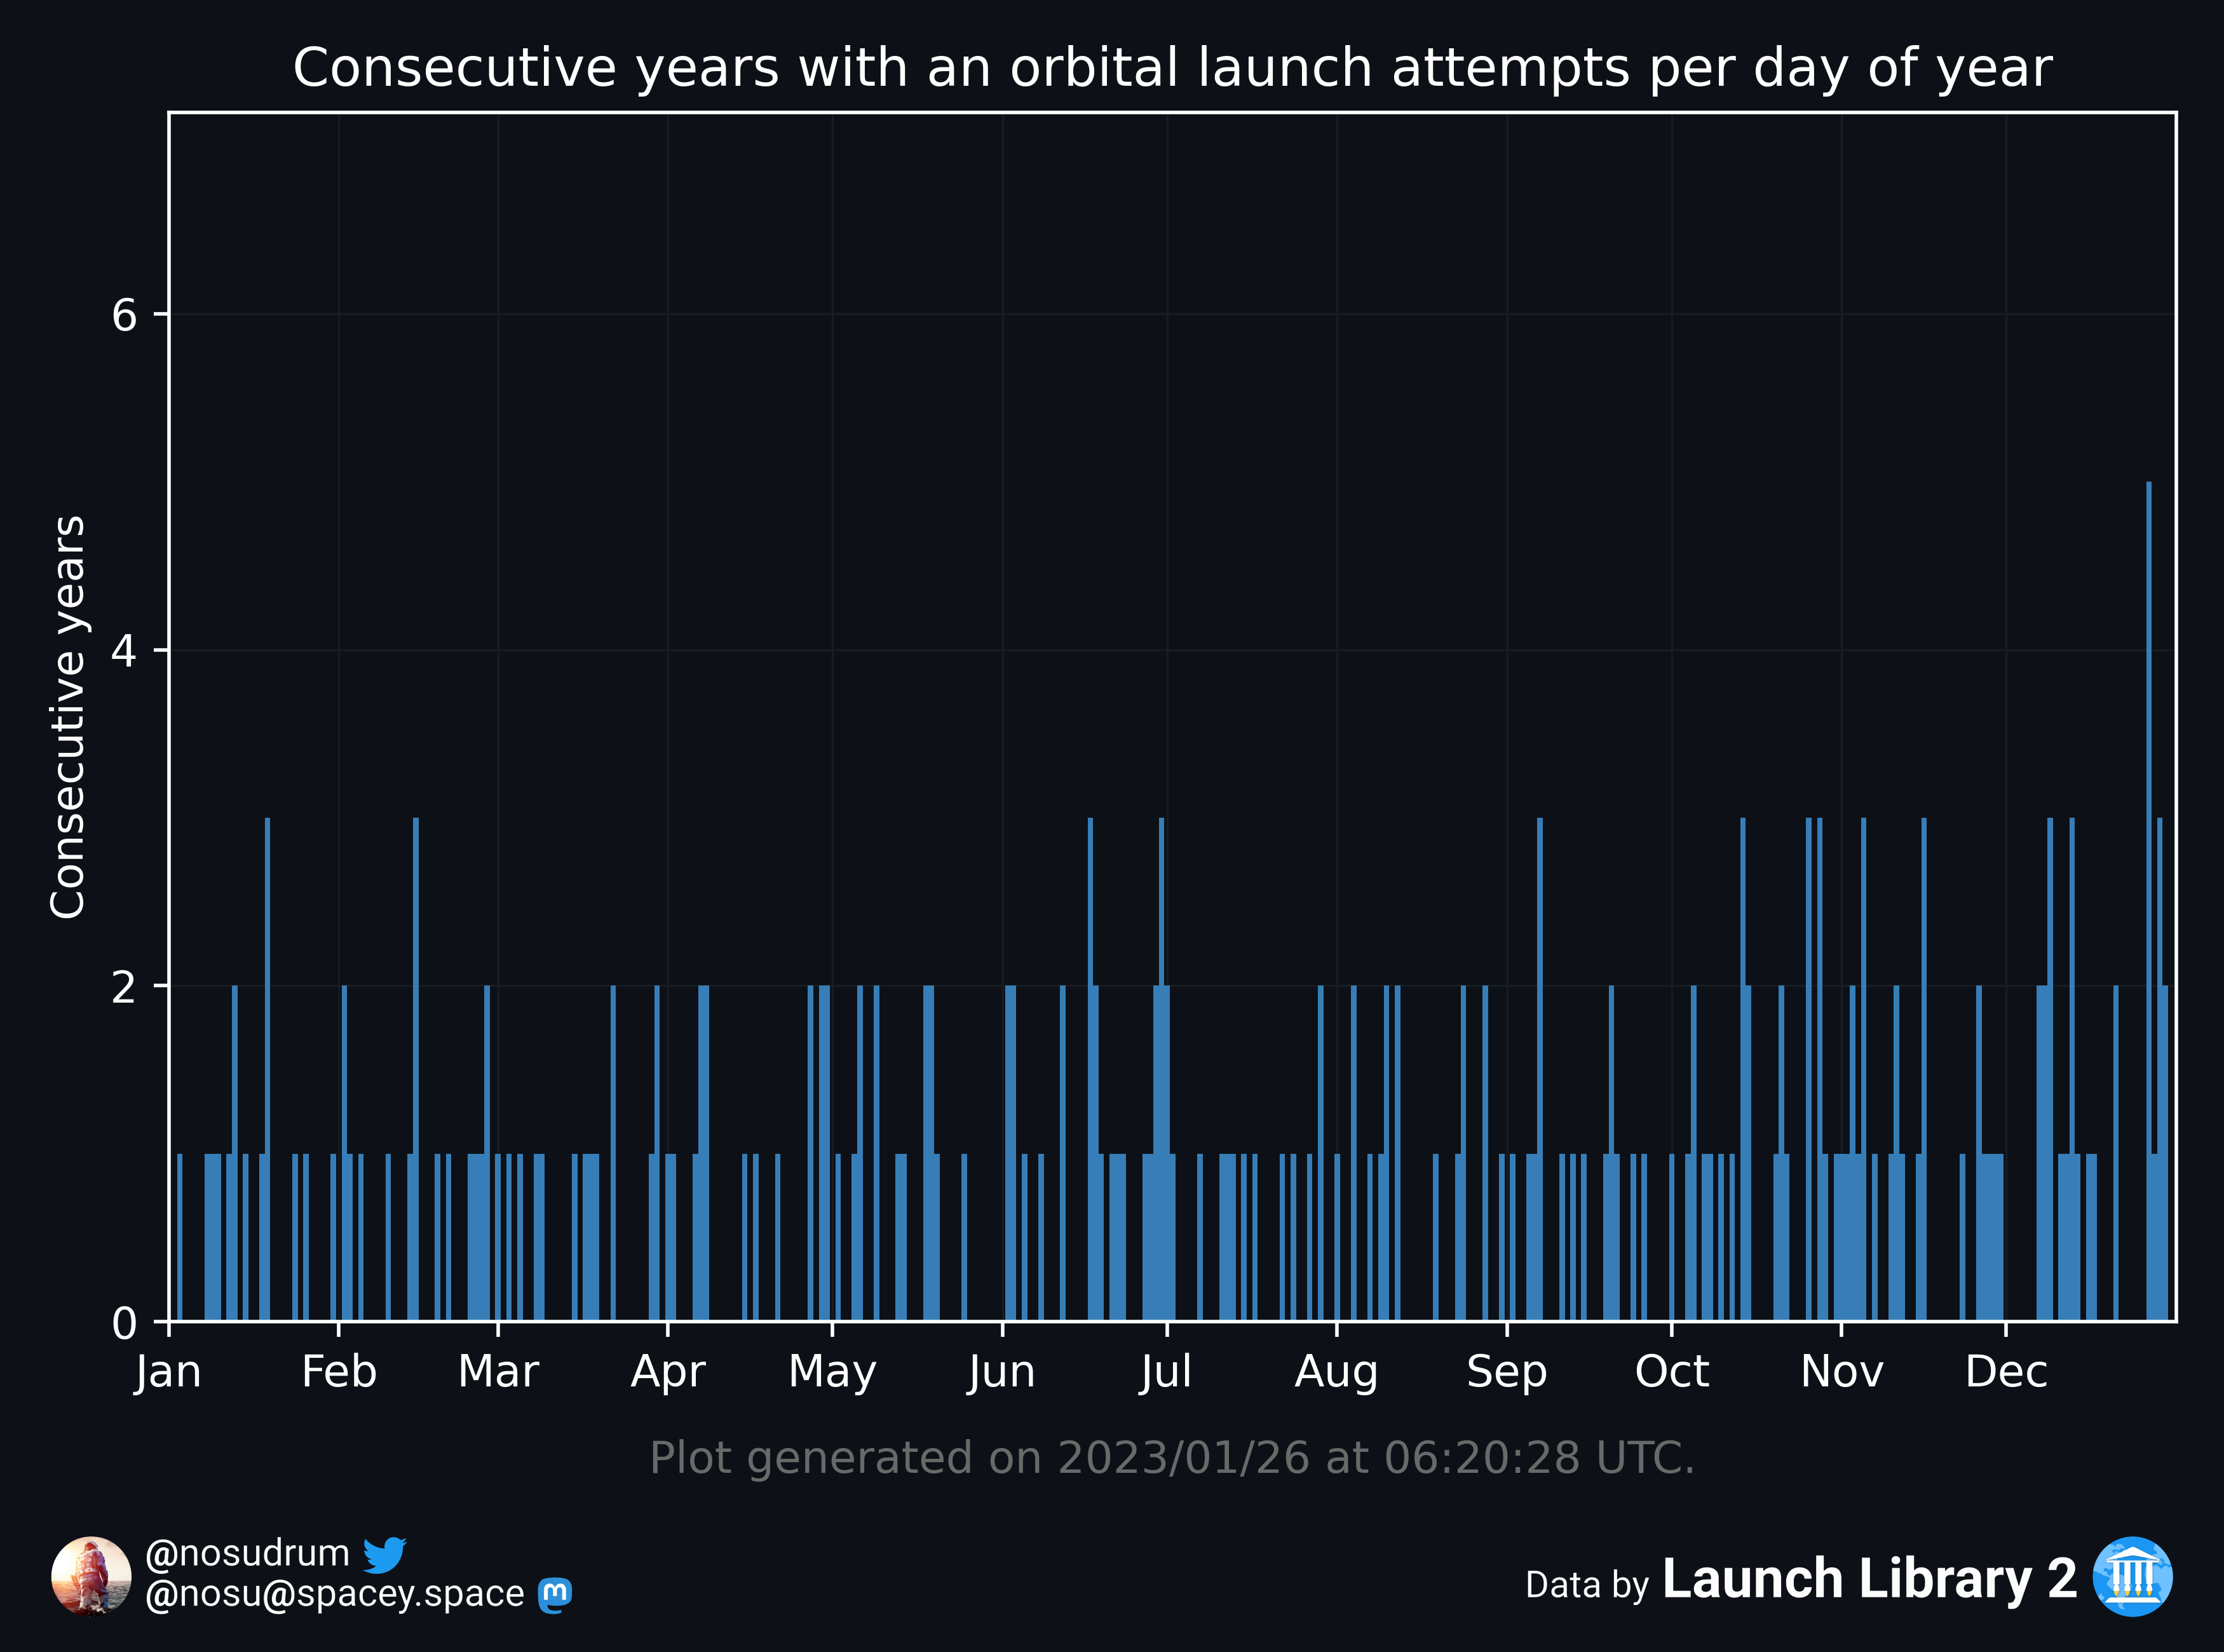 Consecutive years with an orbital launch attempts per day of year
Consecutive years
6
4
2
0
Jan Feb Mar Apr May Jun Jul Aug Sep Oct Nov Dec
Plot generated on 2023/01/26 at 06:20:28 UTC.
@nosudrum
@nosu@spacey.space
Data by Launch Library 2